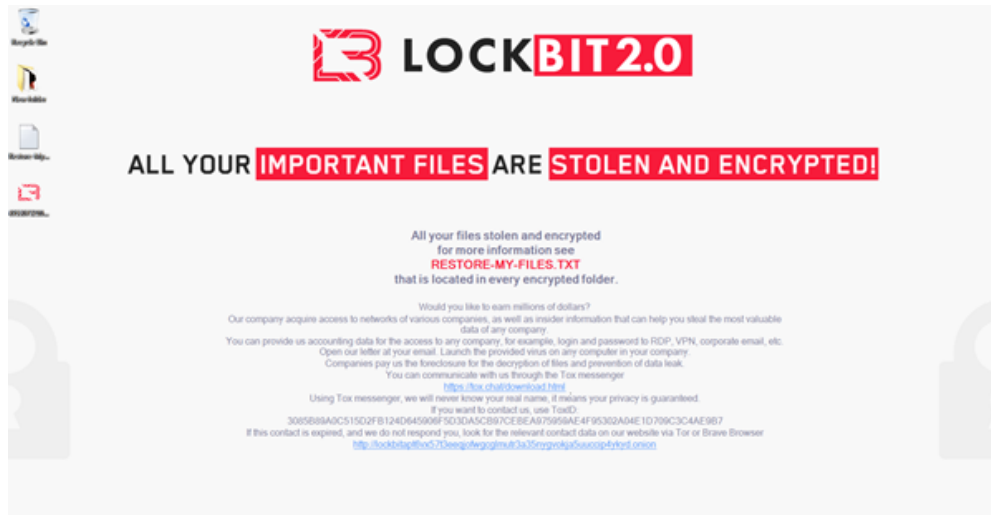 LOCKBIT 2.0
ALL YOUR IMPORTANT FILES ARE STOLEN AND ENCRYPTED!
All your files stolen and encrypted
for more information see
RESTORE-MY-FILES.TXT
that is located in every encrypted folder.
Would you like to earn millions of dollars?
Our company acquire access to networks of various companies, as well as insider information that can help you steal the most valuable
data of any company.
You can provide us accounting data for the access to any company, for example, login and password to RDP, VPN, corporate email, etc.
Open our letter at your email. Launch the provided virus on any computer in your company.
Companies pay us the foreclosure for the decryption of files and prevention of data leak.
You can communicate with us through the Tox messenger
https://tox.chat/download.html
Using Tox messenger, we will never know your real name, it means your privacy is guaranteed.
If you want to contact us, use ToxID:
If this contact is expired, and we do not respond you, look for the relevant contact data on our website via Tor or Brave Browser
Recycle Bin